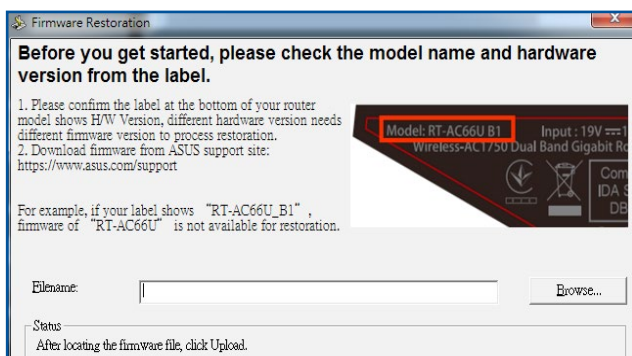 Firmware Restoration
Before you get started, please check the model name and hardware
version from the label.
1. Please confirm the label at the bottom of your router
model shows H/W Version, different hardware version needs
different firmware version to process restoration.
2. Download firmware from ASUS support site:
https://www.asus.com/support
For example, if your label shows “RT-AC66U_B1”,
firmware of “RT-AC66U” is not available for restoration.
Model: RT-AC66U B1
Input : 19V
Wireless-AC1750 Dual Band Gigabit Ro
Com
IDA S
DB
Filename:
Browse...
Status
After locating the firmware file, click Upload.